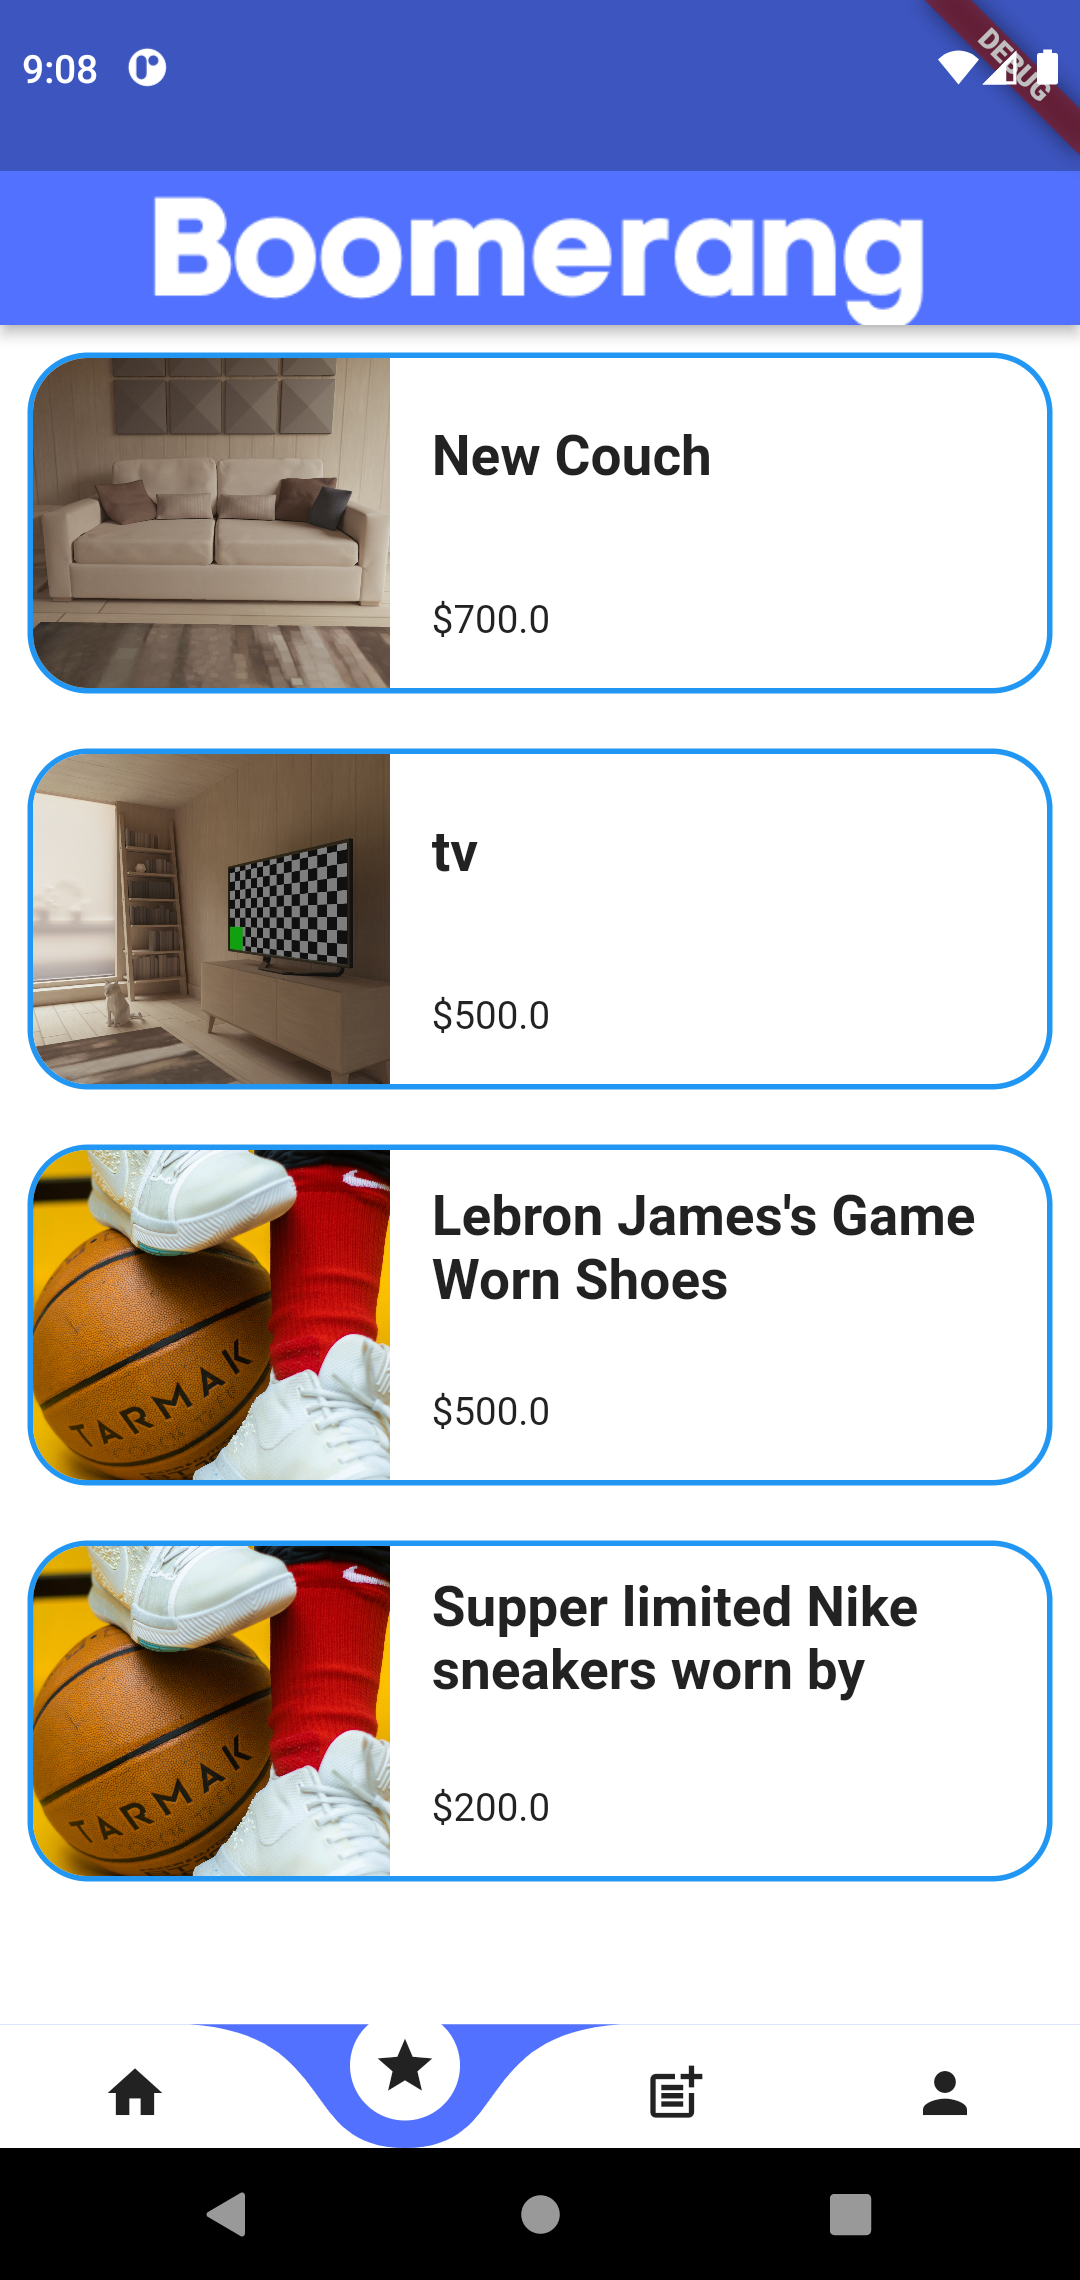 9:08
DEBUG
Boomerang
New Couch
$700.0
tv
$500.0
Lebron James's Game
Worn Shoes
$500.0
TARMAK
Supper limited Nike
sneakers worn by
$200.0
TARMAK